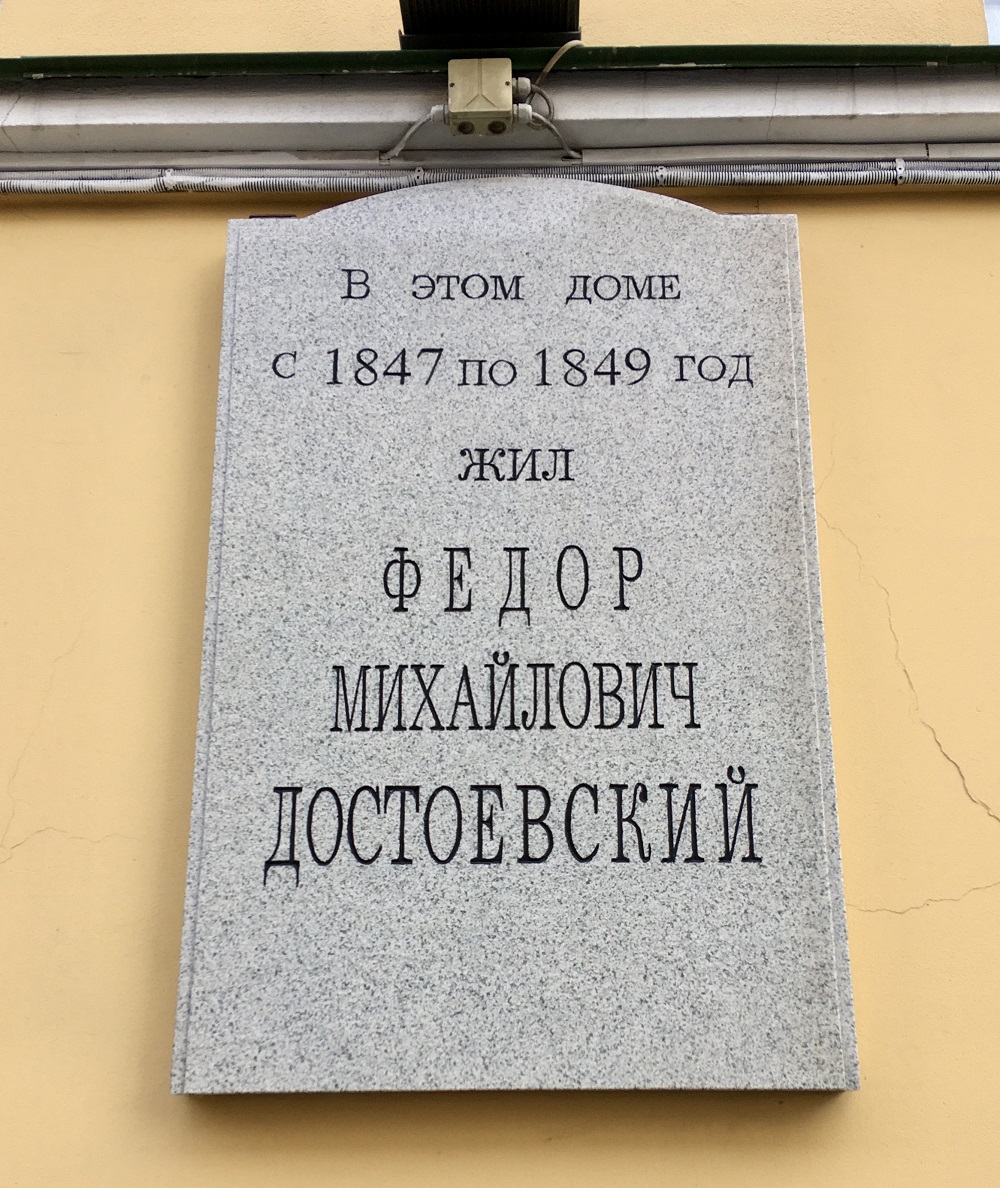 В ЭТОМ ДОМЕ
С 1847 ПО 1849 ГОД
ЖИЛ
ФЕДОР
МИХАЙЛОВИЧ
ДОСТОЕВСКИЙ